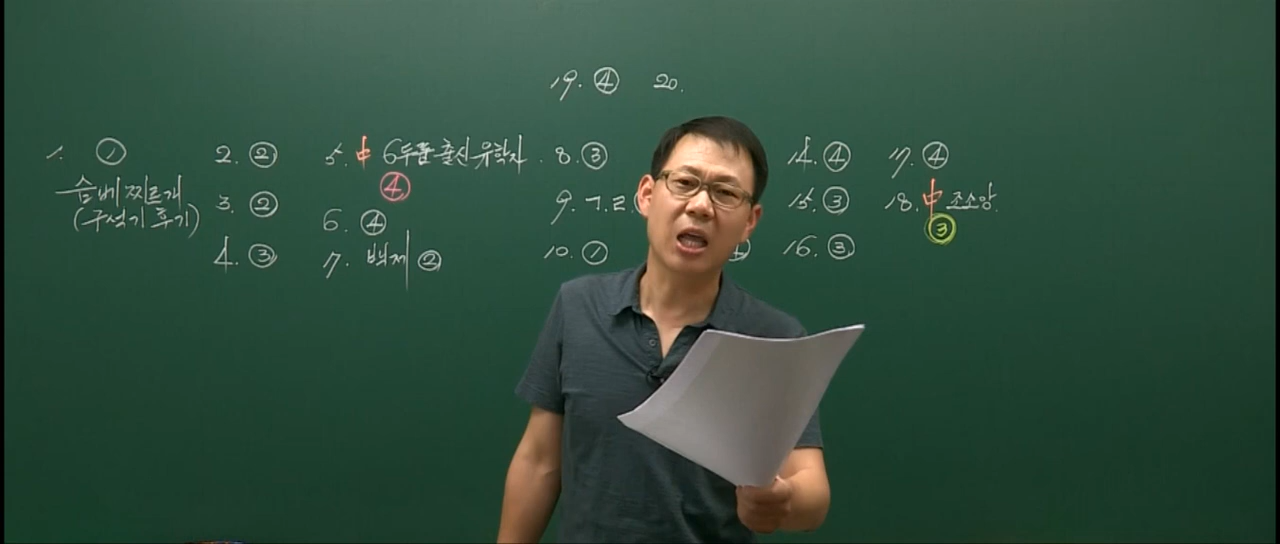 19. ④ 20.
1. ①
슴베찌르개
(구석기 후기)
2. ②
3. ②
4. ③
5. 中 6두품 출신 유학자
④
6. ④
7. 백제 ②
8. ③
9. ㄱ.ㄹ
10. ①
14. ④
15. ③
16. ③
17. ④
18. 中 조소앙.
③